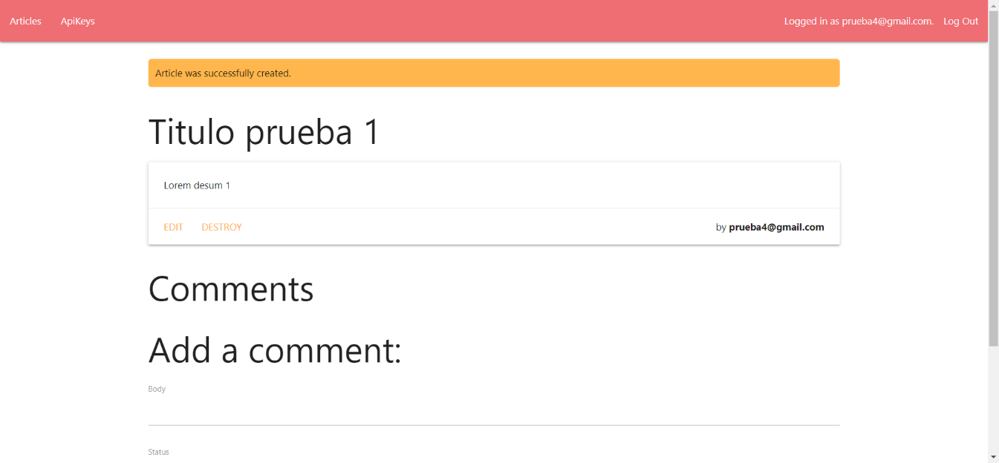 Articles ApiKeys Logged in as prueba4@gmail.com. Log Out
Article was successfully created.
Titulo prueba 1
Lorem desum 1
EDIT DESTROY by prueba4@gmail.com
Comments
Add a comment:
Body
Status